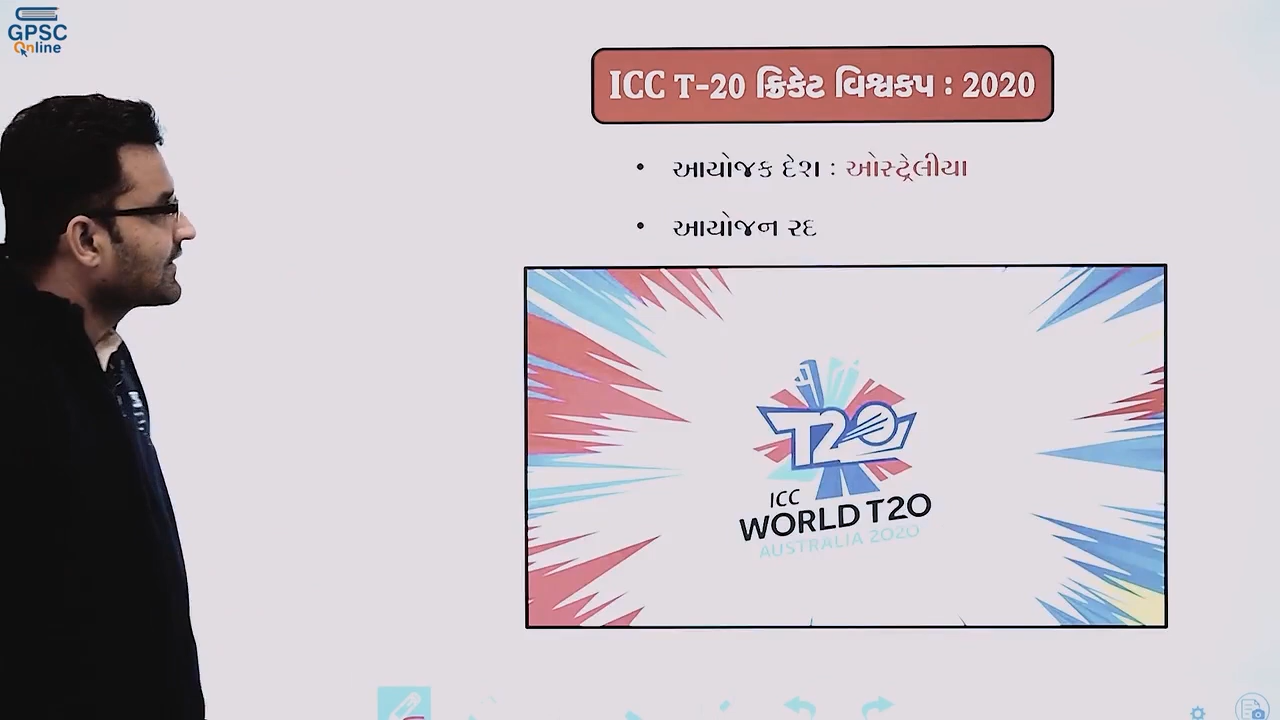 GPSC
Online
ICC T-20 ક્રિકેટ વિશ્વકપ : 2020
• આયોજક દેશ : ઓસ્ટ્રેલીયા
• આયોજન રદ
T20
ICC
WORLD T20
AUSTRALIA 2020